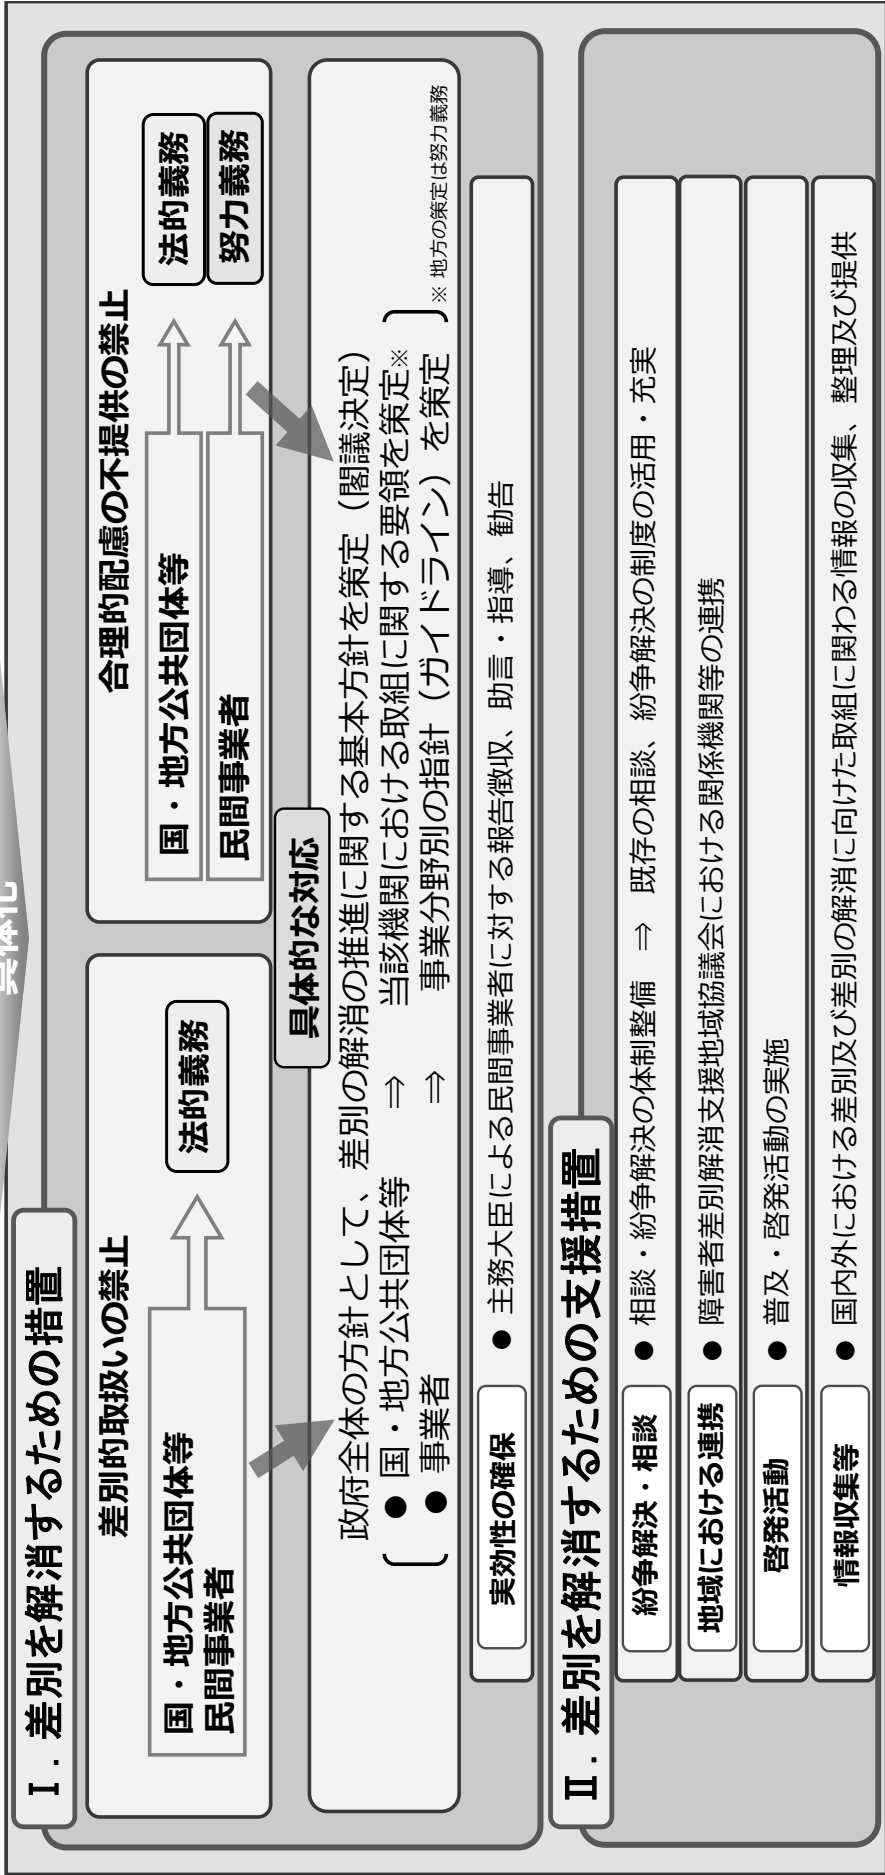 具体化
Ⅰ．差別を解消するための措置
差別的取扱いの禁止
国・地方公共団体等
民間事業者
法的義務
合理的配慮の不提供の禁止
国・地方公共団体等
法的義務
民間事業者
努力義務
具体的な対応
政府全体の方針として、差別の解消の推進に関する基本方針を策定（閣議決定）
● 国・地方公共団体等 ⇒ 当該機関における取組に関する要領を策定※
● 事業者 ⇒ 事業分野別の指針（ガイドライン）を策定
※ 地方の策定は努力義務
実効性の確保
● 主務大臣による民間事業者に対する報告徴収、助言・指導、勧告
Ⅱ．差別を解消するための支援措置
紛争解決・相談
● 相談・紛争解決の体制整備 ⇒ 既存の相談、紛争解決の制度の活用・充実
地域における連携
● 障害者差別解消支援地域協議会における関係機関等の連携
啓発活動
● 普及・啓発活動の実施
情報収集等
● 国内外における差別及び差別の解消に向けた取組に関わる情報の収集、整理及び提供